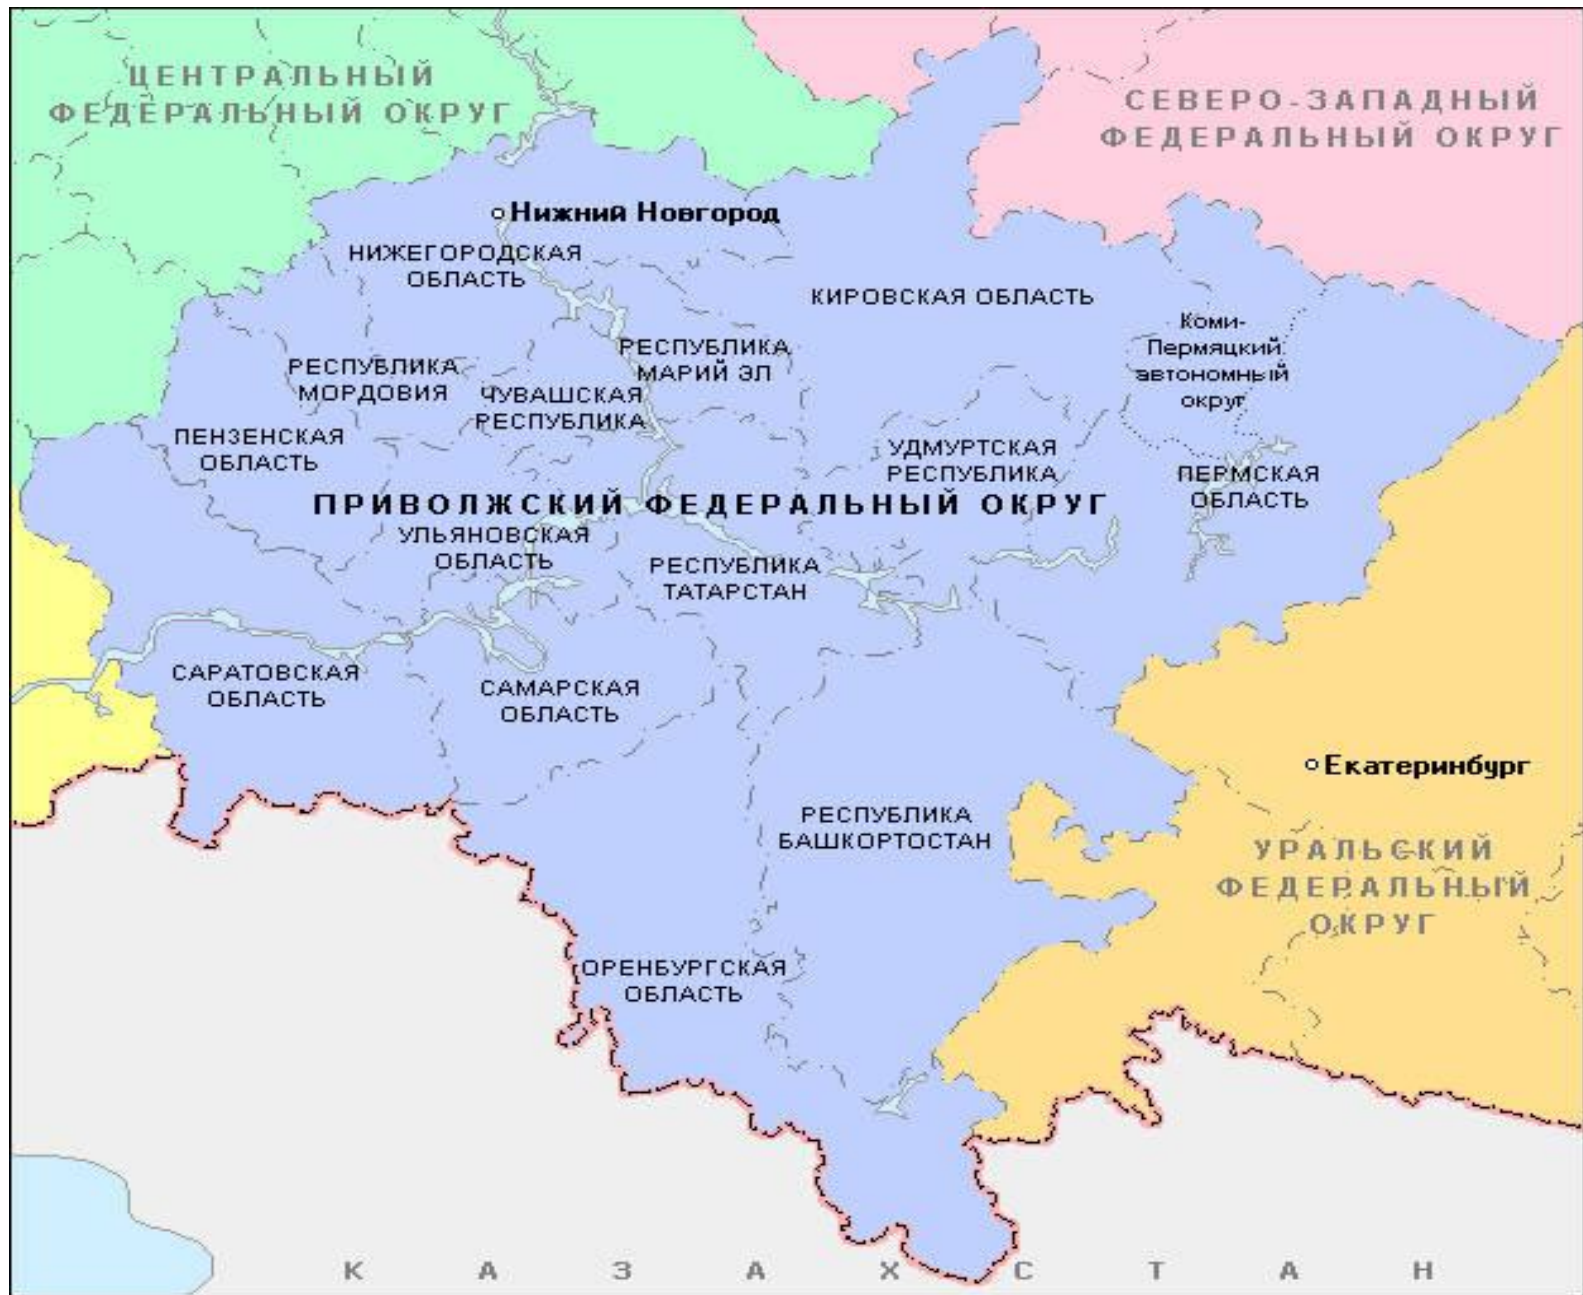 ЦЕНТРАЛЬНЫЙ
ФЕДЕРАЛЬНЫЙ ОКРУГ
СЕВЕРО-ЗАПАДНЫЙ
ФЕДЕРАЛЬНЫЙ ОКРУГ
Нижний Новгород
НИЖЕГОРОДСКАЯ
ОБЛАСТЬ
КИРОВСКАЯ ОБЛАСТЬ
Коми-
Пермяцкий
автономный
округ
РЕСПУБЛИКА
МАРИЙ ЭЛ
РЕСПУБЛИКА
МОРДОВИЯ
ЧУВАШСКАЯ
РЕСПУБЛИКА
ПЕНЗЕНСКАЯ
ОБЛАСТЬ
УДМУРТСКАЯ
РЕСПУБЛИКА
ПЕРМСКАЯ
ОБЛАСТЬ
ПРИВОЛЖСКИЙ ФЕДЕРАЛЬНЫЙ ОКРУГ
УЛЬЯНОВСКАЯ
ОБЛАСТЬ
РЕСПУБЛИКА
ТАТАРСТАН
САРАТОВСКАЯ
ОБЛАСТЬ
САМАРСКАЯ
ОБЛАСТЬ
Екатеринбург
РЕСПУБЛИКА
БАШКОРТОСТАН
УРАЛЬСКИЙ
ФЕДЕРАЛЬНЫЙ
ОКРУГ
ОРЕНБУРГСКАЯ
ОБЛАСТЬ
КАЗАХСТАН